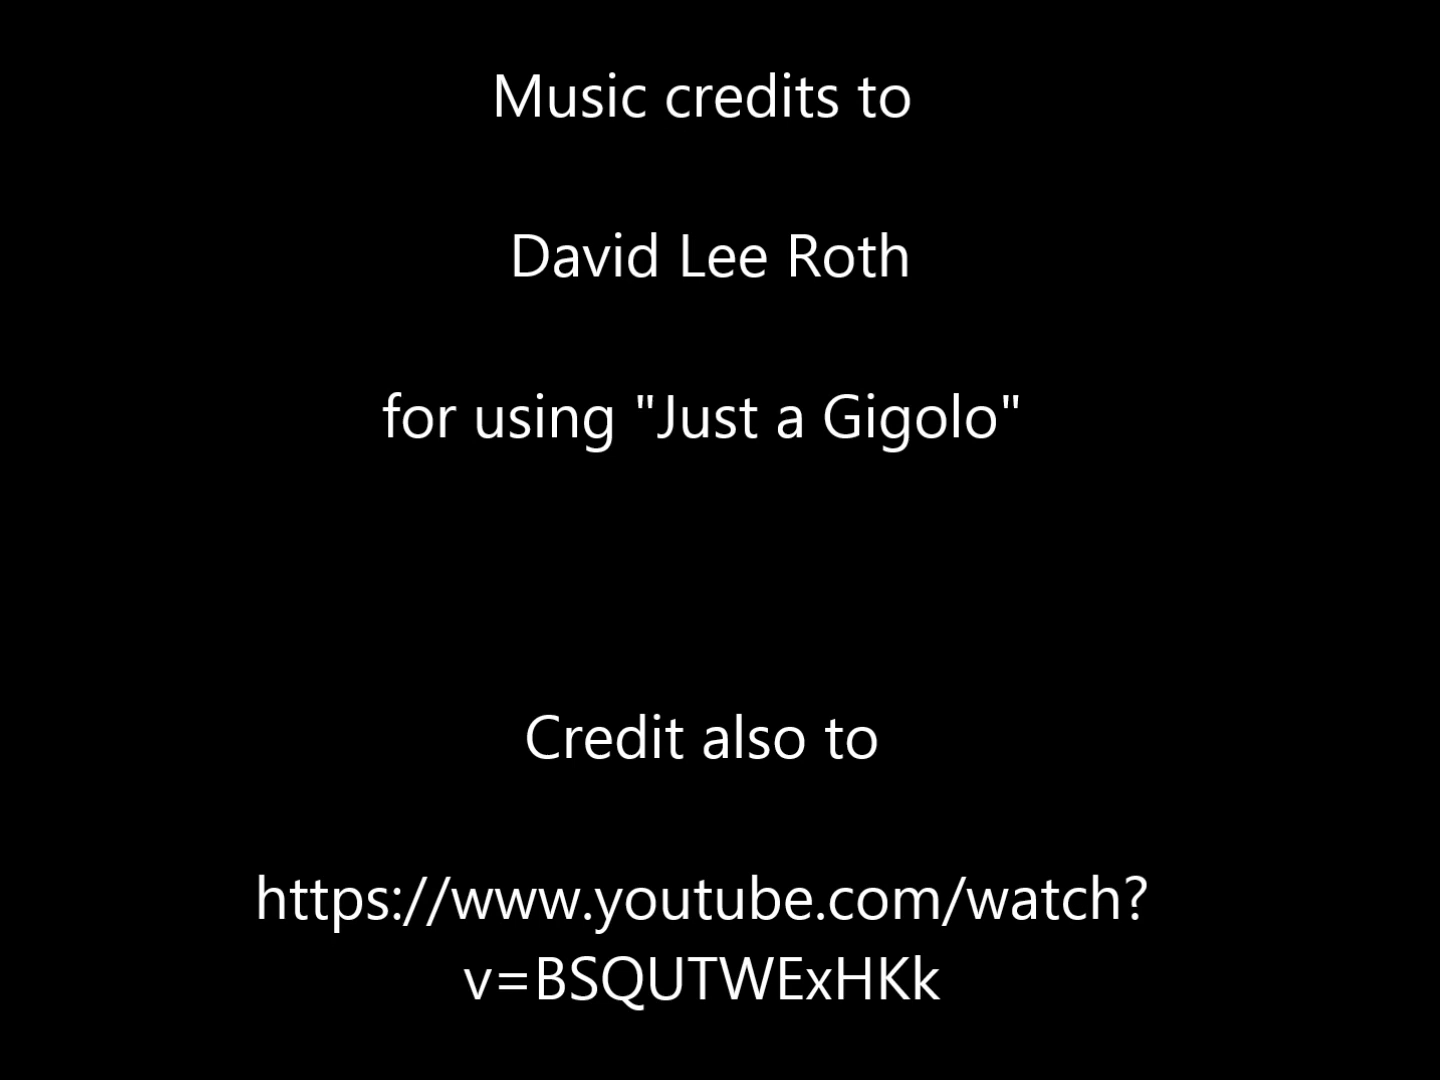 Music credits to
David Lee Roth
for using "Just a Gigolo"
Credit also to
https://www.youtube.com/watch?
v=BSQUTWExHKk